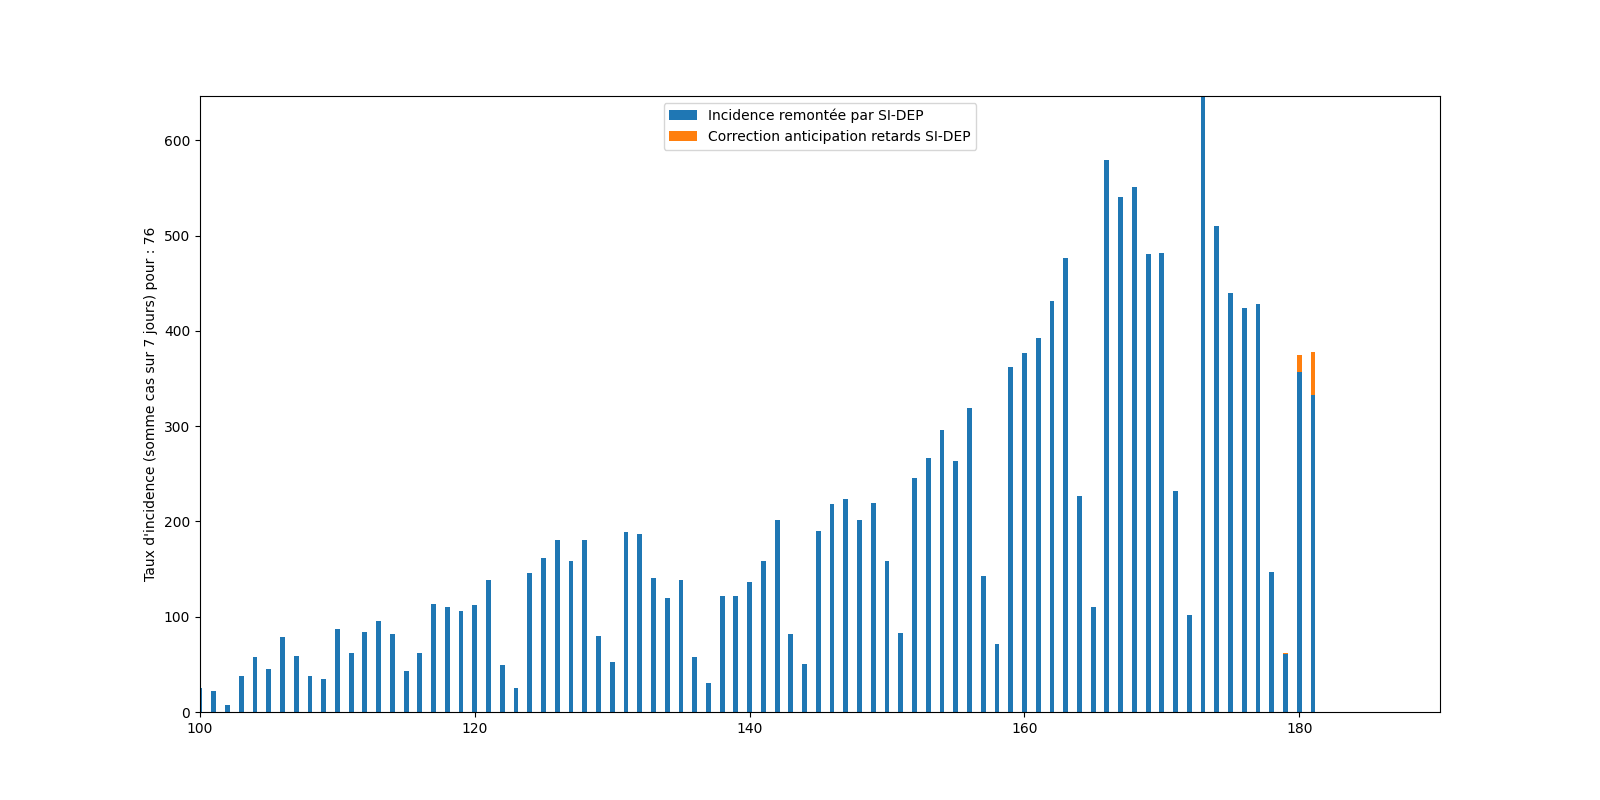 Incidence remontée par SI-DEP
Correction anticipation retards SI-DEP
Taux d'incidence (somme cas sur 7 jours) pour : 76
600
500
400
300
200
100
0
100 120 140 160 180